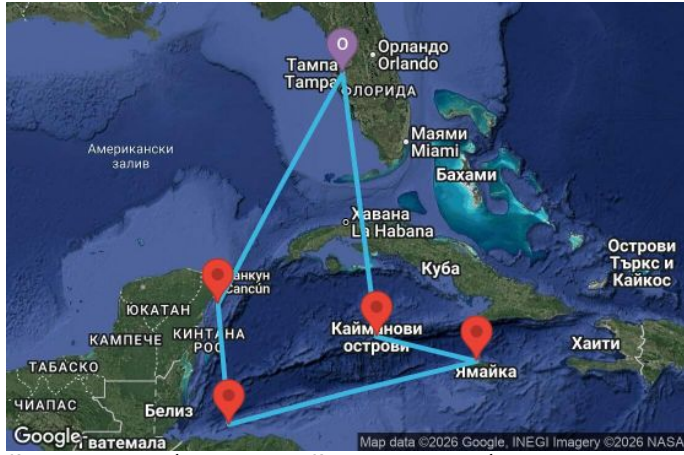 O
Орландо
Orlando
Тампа
Tampa
ФЛОРИДА
Американски
залив
Маями
Miami
Бахами
Хавана
La Habana
Острови
Търкс и
Кайкос
Куба
Cancún
ЮКАТАН
КАМПЕЧЕ
КИНТАНА
РОО
Кайманови
острови
Хаити
Ямайка
ТАБАСКО
ЧИАПАС
Белиз
Google
Map data ©2026 Google, INEGI Imagery ©2026 NASA